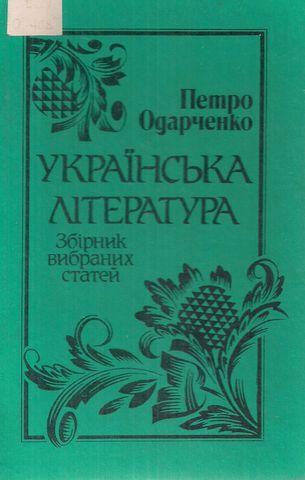 Петро
Одарченко
УКРАЇНСЬКА
ЛІТЕРАТУРА
Збірник
вибраних
статей